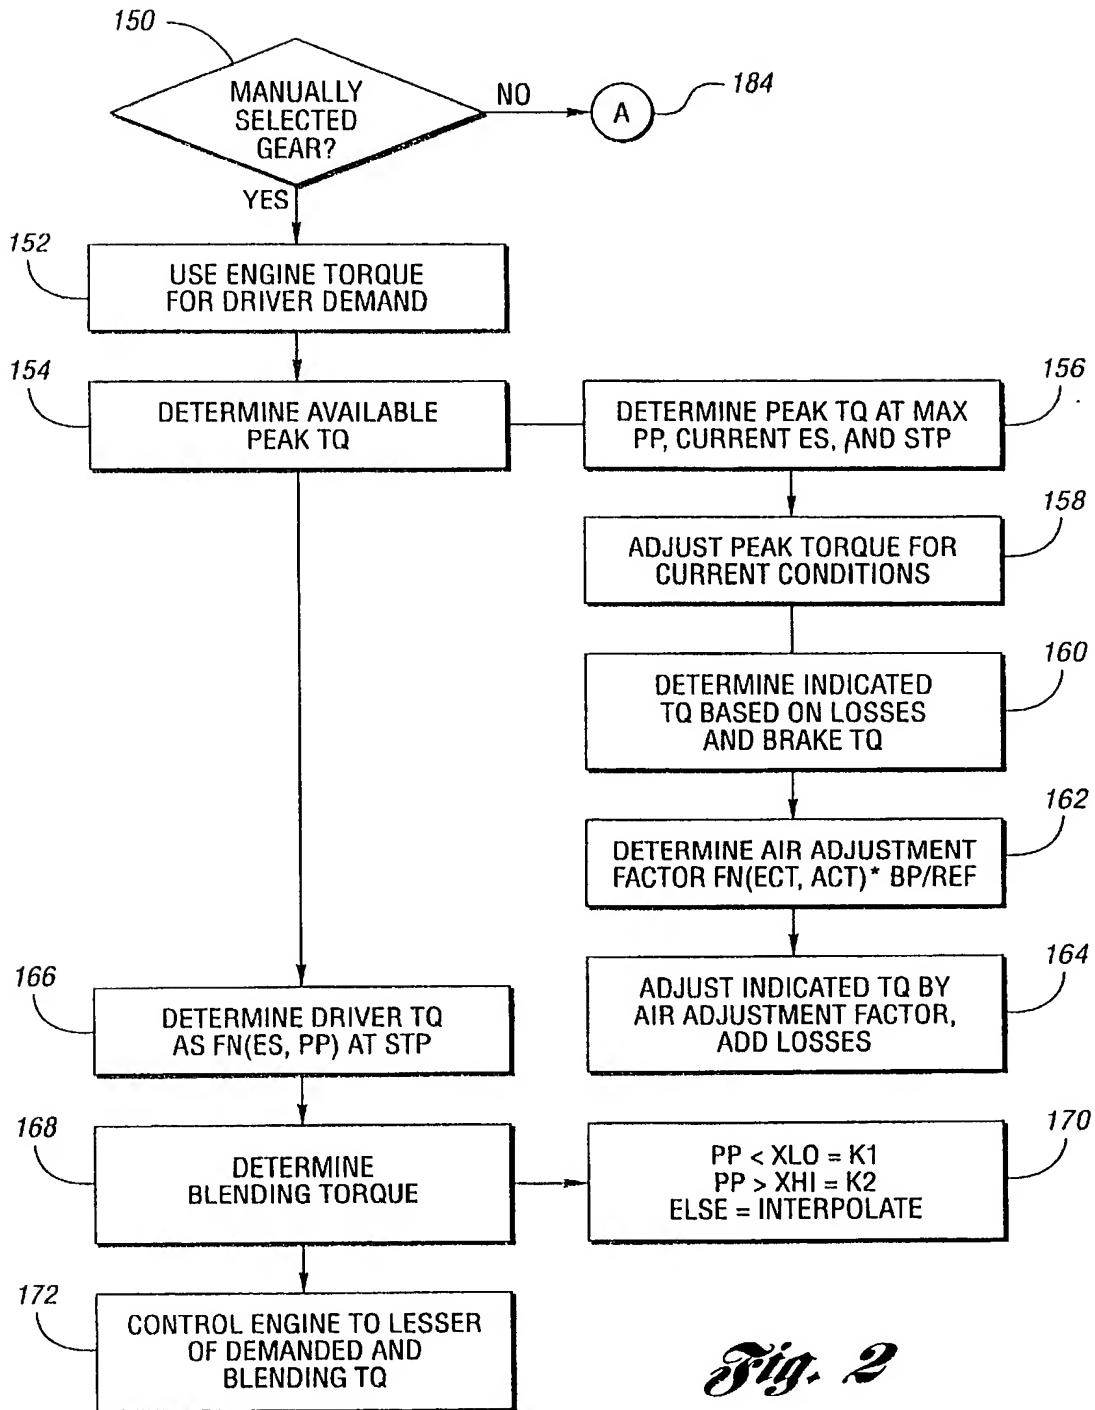 150
MANUALLY
SELECTED
GEAR?
NO
A
184
YES
152
USE ENGINE TORQUE
FOR DRIVER DEMAND
154
DETERMINE AVAILABLE
PEAK TQ
156
DETERMINE PEAK TQ AT MAX
PP, CURRENT ES, AND STP
158
ADJUST PEAK TORQUE FOR
CURRENT CONDITIONS
160
DETERMINE INDICATED
TQ BASED ON LOSSES
AND BRAKE TQ
162
DETERMINE AIR ADJUSTMENT
FACTOR FN(ECT, ACT)* BP/REF
164
ADJUST INDICATED TQ BY
AIR ADJUSTMENT FACTOR,
ADD LOSSES
166
DETERMINE DRIVER TQ
AS FN(ES, PP) AT STP
168
DETERMINE
BLENDING TORQUE
170
PP < XLO = K1
PP > XHI = K2
ELSE = INTERPOLATE
172
CONTROL ENGINE TO LESSER
OF DEMANDED AND
BLENDING TQ
Fig. 2